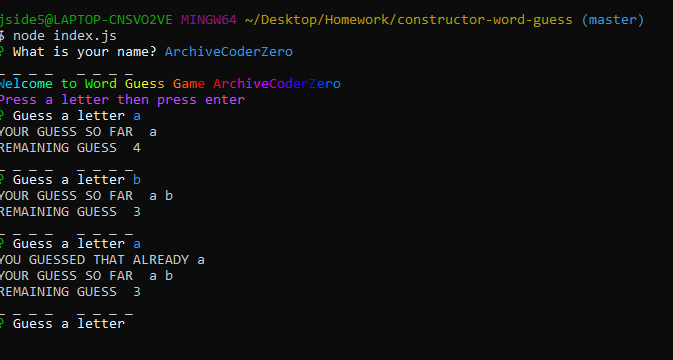 jside5@LAPTOP-CNSVO2VE MINGW64 ~/Desktop/Homework/constructor-word-guess (master)
$ node index.js
? What is your name? ArchiveCoderZero
_ _ _ _   _ _ _ _
Welcome to Word Guess Game ArchiveCoderZero
Press a letter then press enter
? Guess a letter a
YOUR GUESS SO FAR  a
REMAINING GUESS  4
_ _ _ _   _ _ _ _
? Guess a letter b
YOUR GUESS SO FAR  a b
REMAINING GUESS  3
_ _ _ _   _ _ _ _
? Guess a letter a
YOU GUESSED THAT ALREADY a
YOUR GUESS SO FAR  a b
REMAINING GUESS  3
_ _ _ _   _ _ _ _
? Guess a letter